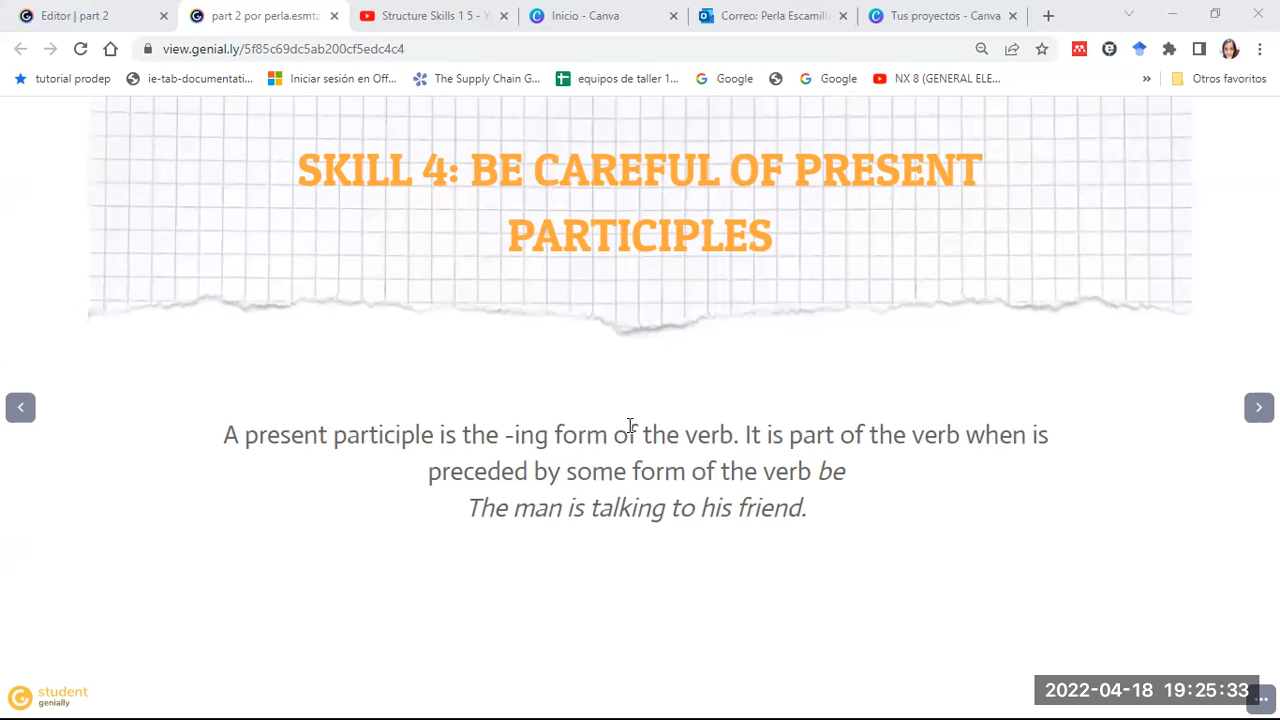 Editor | part 2
part 2 por perla.esmtz
Structure Skills 1 5 - Y
Inicio - Canva
Correo: Perla Escamill
Tus proyectos - Canva
view.genial.ly/5f85c69dc5ab200cf5edc4c4
tutorial prodep
ie-tab-documentati...
Iniciar sesión en Off...
The Supply Chain G...
equipos de taller 1...
Google
Google
NX 8 (GENERAL ELE...
»
Otros favoritos
SKILL 4: BE CAREFUL OF PRESENT
PARTICIPLES
A present participle is the -ing form of the verb. It is part of the verb when is
preceded by some form of the verb be
The man is talking to his friend.
student
genially
2022-04-18 19:25:33